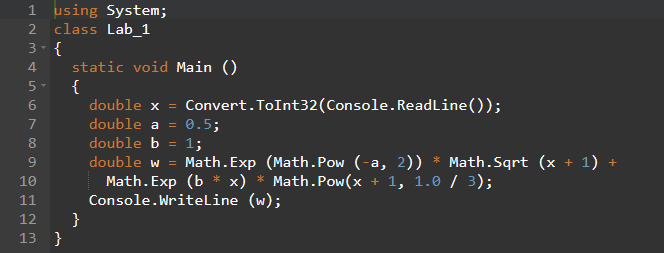 1 using System;
2 class Lab_1
3 {
4 static void Main ()
5 {
6 double x = Convert.ToInt32(Console.ReadLine());
7 double a = 0.5;
8 double b = 1;
9 double w = Math.Exp (Math.Pow (-a, 2)) * Math.Sqrt (x + 1) +
10 Math.Exp (b * x) * Math.Pow(x + 1, 1.0 / 3);
11 Console.WriteLine (w);
12 }
13 }